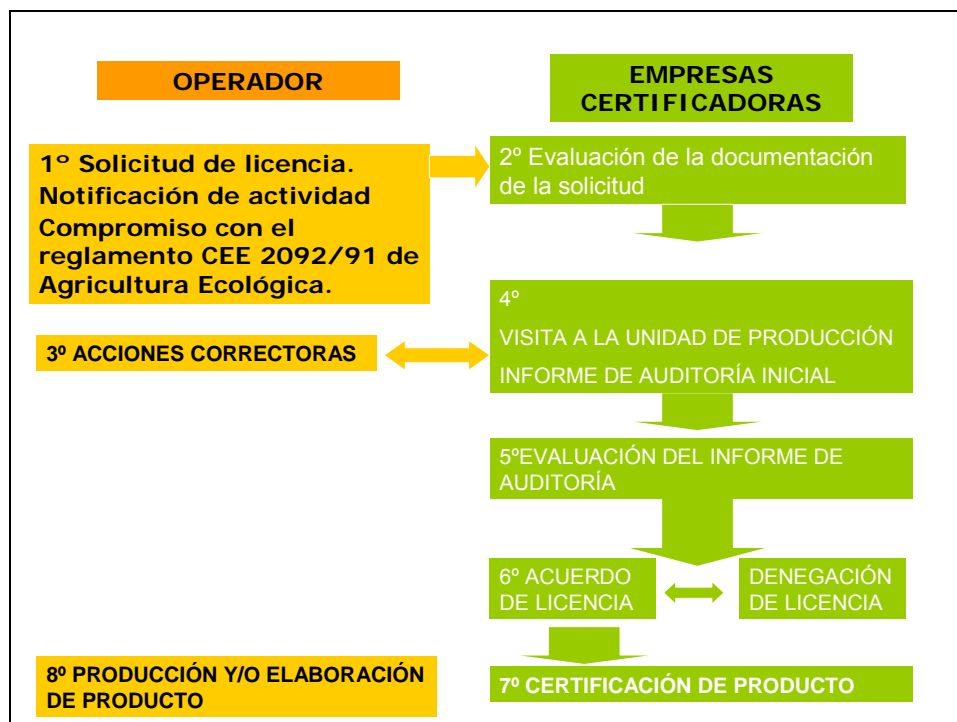 OPERADOR
EMPRESAS
CERTIFICADORAS
1º Solicitud de licencia.
Notificación de actividad
Compromiso con el
reglamento CEE 2092/91 de
Agricultura Ecológica.
2º Evaluación de la documentación
de la solicitud
3º ACCIONES CORRECTORAS
4º
VISITA A LA UNIDAD DE PRODUCCIÓN
INFORME DE AUDITORÍA INICIAL
5ºEVALUACIÓN DEL INFORME DE
AUDITORÍA
6º ACUERDO
DE LICENCIA
DENEGACIÓN
DE LICENCIA
8º PRODUCCIÓN Y/O ELABORACIÓN
DE PRODUCTO
7º CERTIFICACIÓN DE PRODUCTO